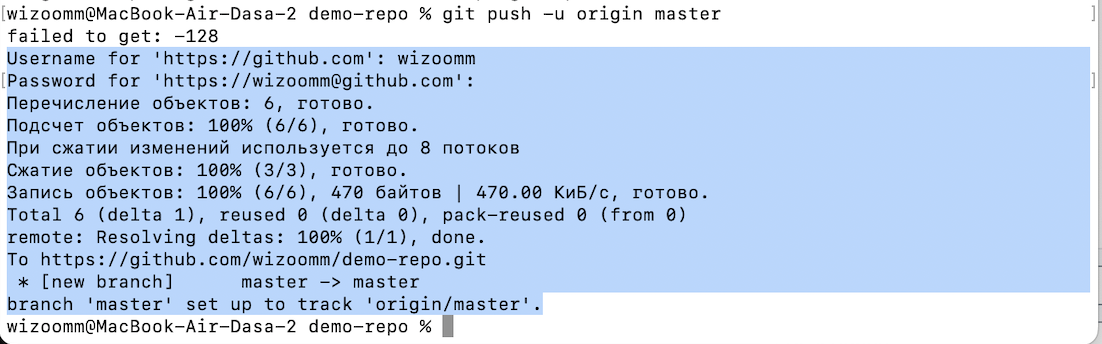 [wizoomm@MacBook-Air-Dasa-2 demo-repo % git push -u origin master ]
failed to get: -128
Username for 'https://github.com': wizoomm
[Password for 'https://wizoomm@github.com': ]
Перечисление объектов: 6, готово.
Подсчет объектов: 100% (6/6), готово.
При сжатии изменений используется до 8 потоков
Сжатие объектов: 100% (3/3), готово.
Запись объектов: 100% (6/6), 470 байтов | 470.00 КиБ/с, готово.
Total 6 (delta 1), reused 0 (delta 0), pack-reused 0 (from 0)
remote: Resolving deltas: 100% (1/1), done.
To https://github.com/wizoomm/demo-repo.git
 * [new branch]      master -> master
branch 'master' set up to track 'origin/master'.
wizoomm@MacBook-Air-Dasa-2 demo-repo %